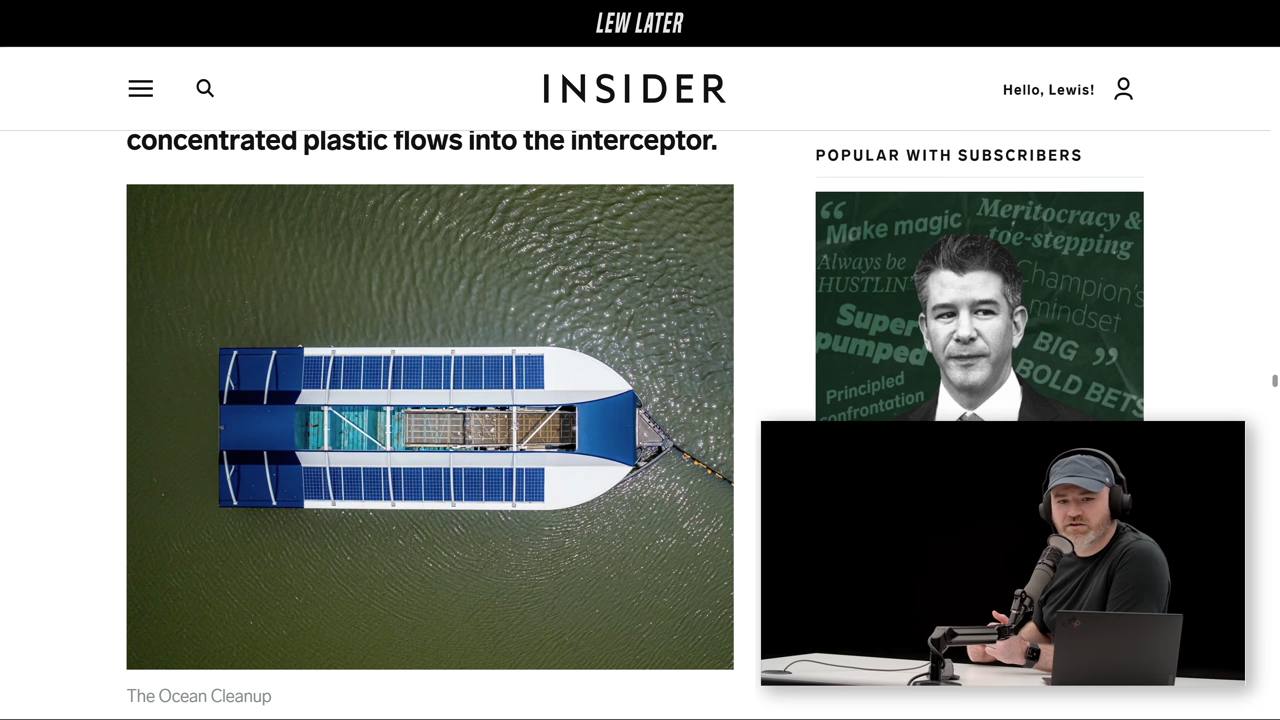 LEW LATER
INSIDER
Hello, Lewis!
concentrated plastic flows into the interceptor.
The Ocean Cleanup
POPULAR WITH SUBSCRIBERS
“
Make magic
Meritocracy &
toe-stepping
Always be
HUSTLIN'
Champion's
mindset
Super
pumped
BIG ”
BOLD BETS
Principled
confrontation